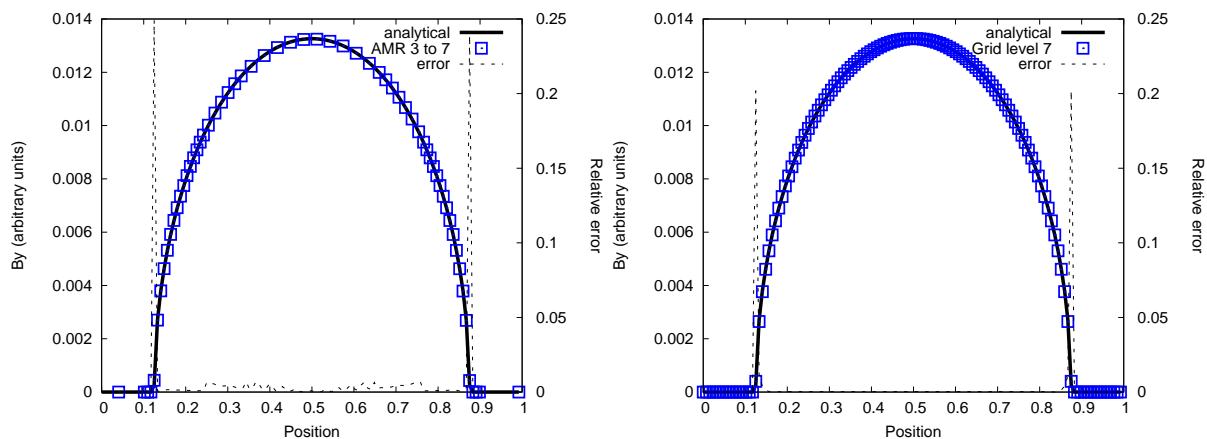 0.014
0.012
0.01
0.008
0.006
0.004
0.002
0
By (arbitrary units)
0 0.1 0.2 0.3 0.4 0.5 0.6 0.7 0.8 0.9 1
Position
0.25
0.2
0.15
0.1
0.05
0
Relative error
analytical
AMR 3 to 7
error
0.014
0.012
0.01
0.008
0.006
0.004
0.002
0
By (arbitrary units)
0 0.1 0.2 0.3 0.4 0.5 0.6 0.7 0.8 0.9 1
Position
0.25
0.2
0.15
0.1
0.05
0
Relative error
analytical
Grid level 7
error